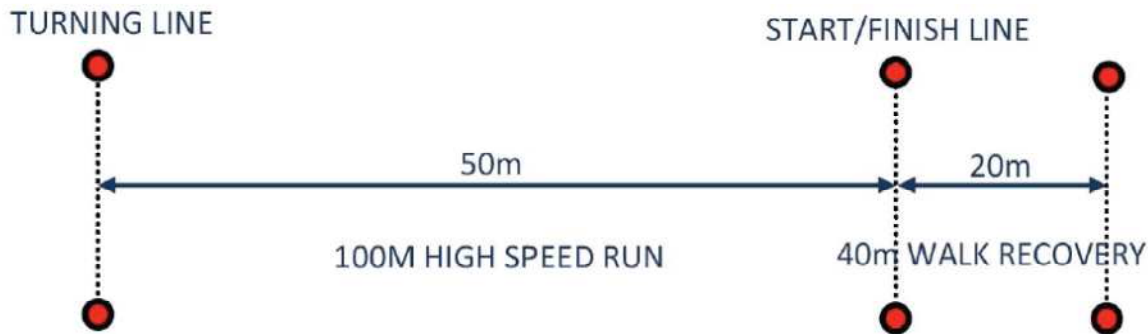 TURNING LINE
START/FINISH LINE
50m
20m
100M HIGH SPEED RUN
40m WALK RECOVERY